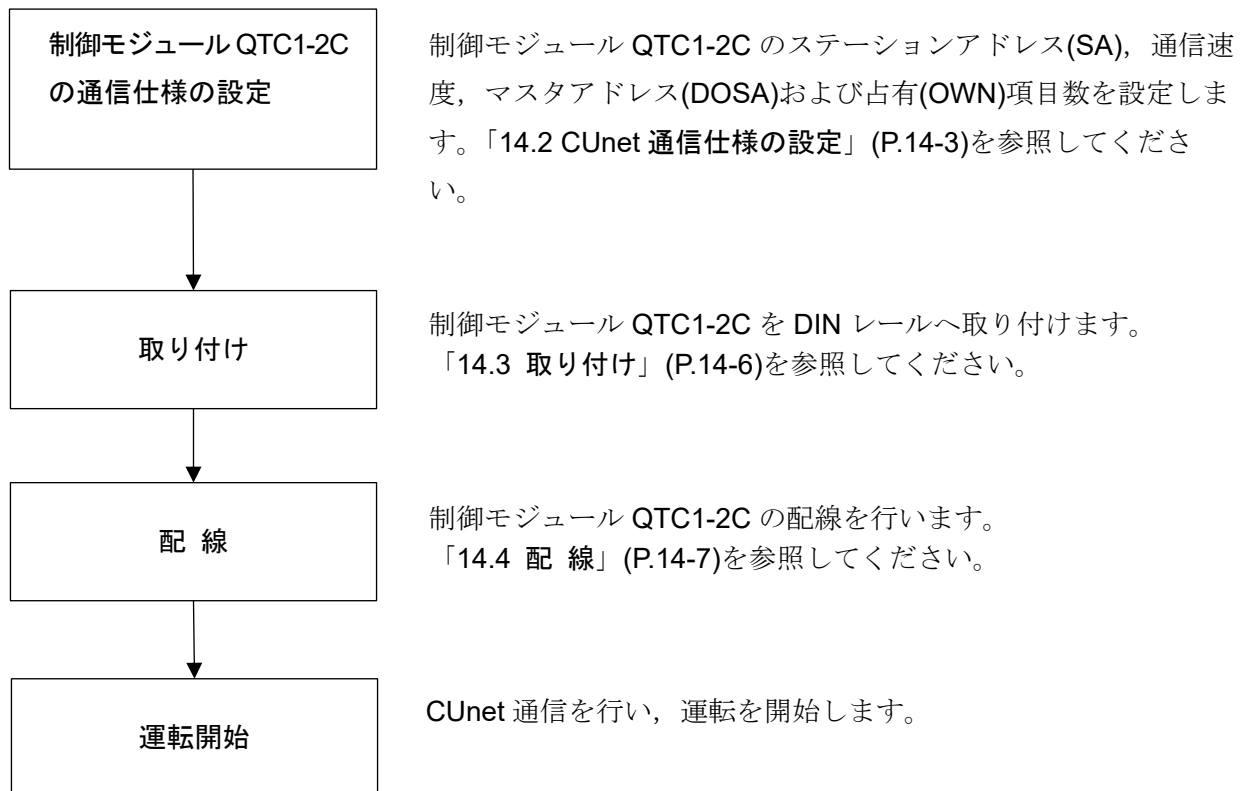 制御モジュール QTC1-2C
の通信仕様の設定
制御モジュール QTC1-2C のステーションアドレス(SA)，通信速
度，マスタアドレス(DOSA)および占有(OWN)項目数を設定しま
す。「14.2 CUnet 通信仕様の設定」(P.14-3)を参照してくださ
い。
取り付け
制御モジュール QTC1-2C を DIN レールへ取り付けます。
「14.3 取り付け」(P.14-6)を参照してください。
配 線
制御モジュール QTC1-2C の配線を行います。
「14.4 配 線」(P.14-7)を参照してください。
運転開始
CUnet 通信を行い，運転を開始します。